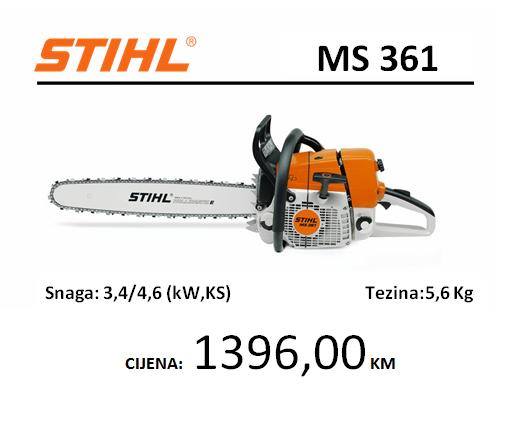 STIHL®
MS 361
STIHL
STIHL
MS 361
Snaga: 3,4/4,6 (kW,KS)
Tezina:5,6 Kg
CIJENA: 1396,00 KM